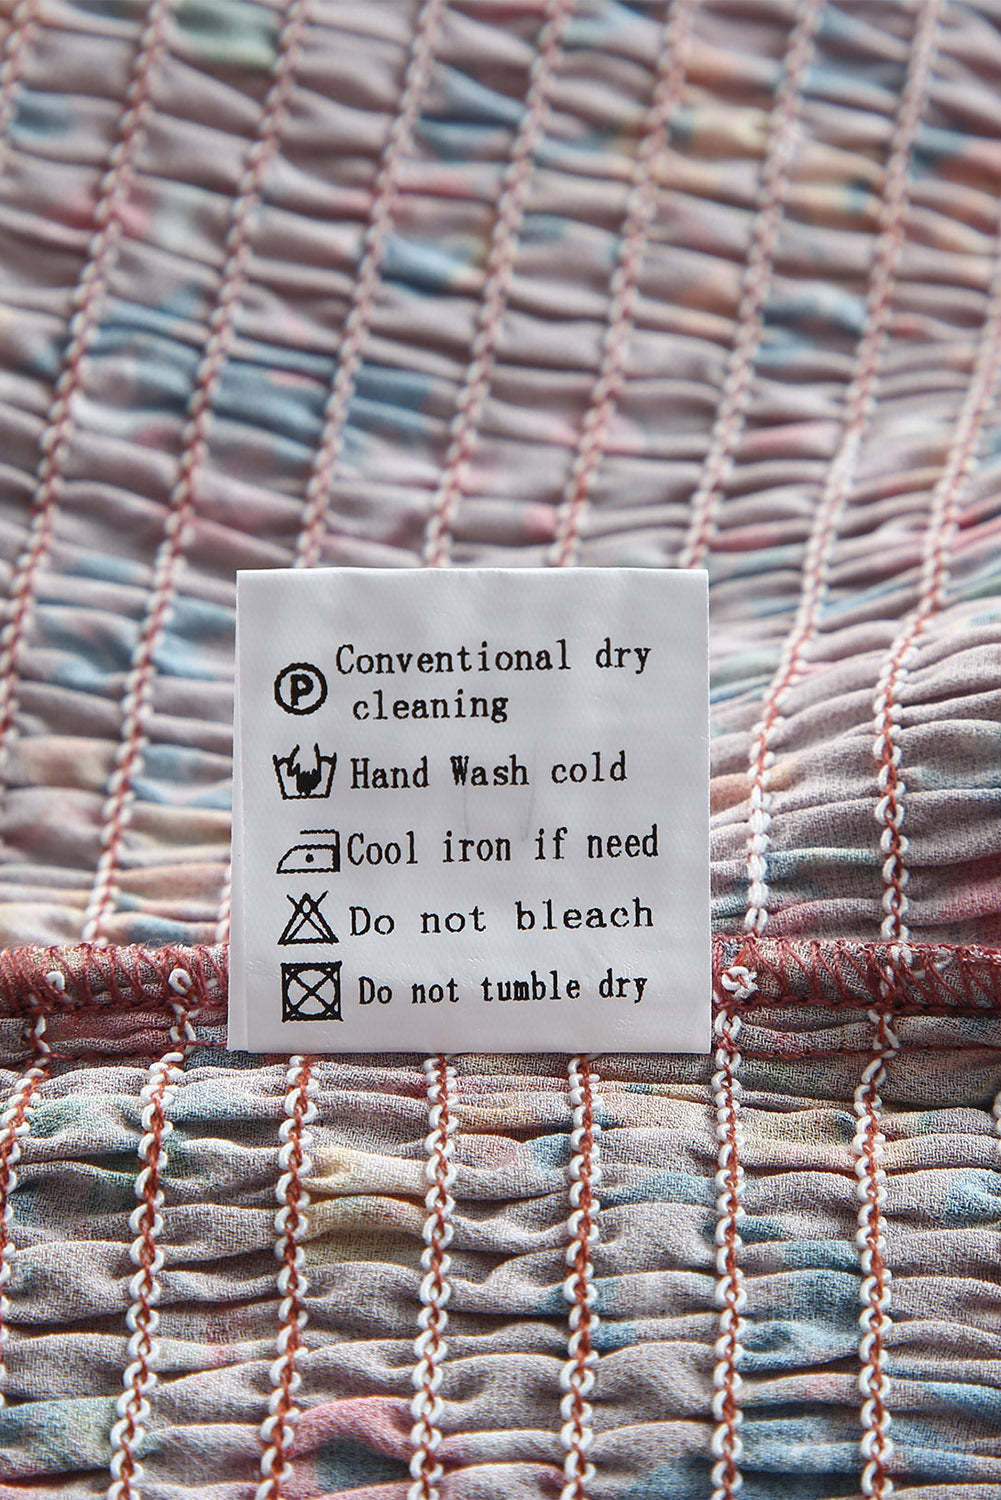 P Conventional dry
cleaning
Hand Wash cold
Cool iron if need
Do not bleach
Do not tumble dry